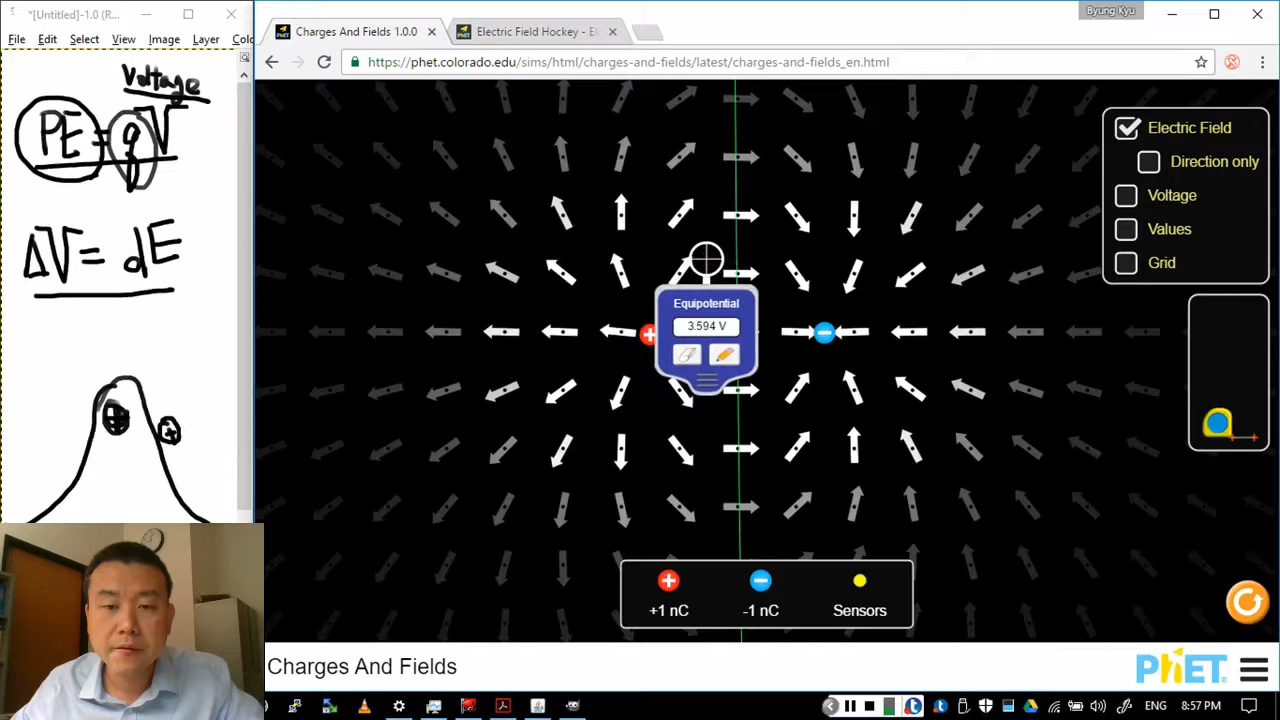 *[Untitled]-1.0 (R...
File Edit Select View Image Layer Colo
Voltage
PE = qV
ΔV = dE
Byung Kyu
Charges And Fields 1.0.0
Electric Field Hockey - El
https://phet.colorado.edu/sims/html/charges-and-fields/latest/charges-and-fields_en.html
Electric Field
Direction only
Voltage
Values
Grid
Equipotential
3.594 V
+1 nC
-1 nC
Sensors
Charges And Fields
PhET
ENG 8:57 PM